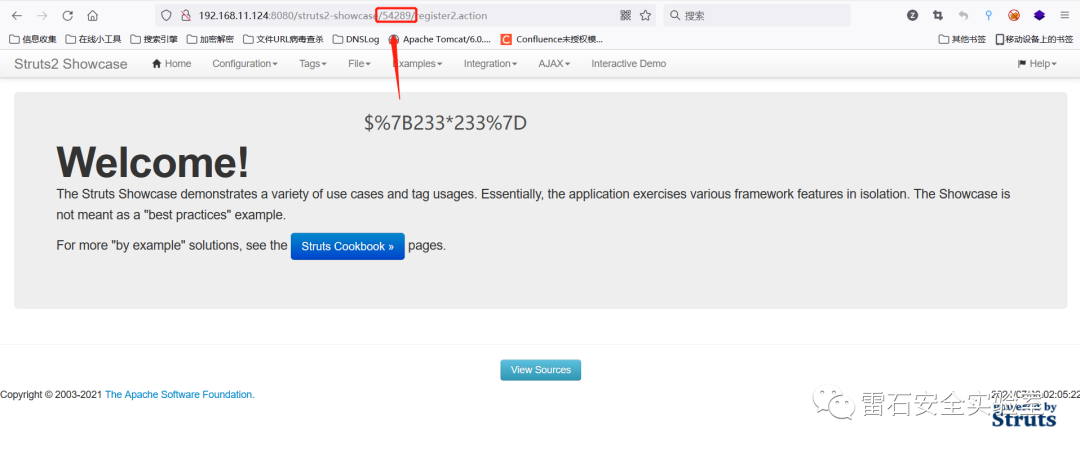 192.168.11.124:8080/struts2-showcase/54289/register2.action
搜索
信息收集 在线小工具 搜索引擎 加密解密 文件URL病毒查杀 DNSLog Apache Tomcat/6.0.... Confluence未授权模... 其他书签 移动设备上的书签
Struts2 Showcase Home Configuration Tags File Examples Integration AJAX Interactive Demo Help
$%7B233*233%7D
Welcome!
The Struts Showcase demonstrates a variety of use cases and tag usages. Essentially, the application exercises various framework features in isolation. The Showcase is
not meant as a "best practices" example.
For more "by example" solutions, see the Struts Cookbook » pages.
View Sources
Copyright © 2003-2021 The Apache Software Foundation.
02:05:22
雷石安全实验室
Powered by
Struts